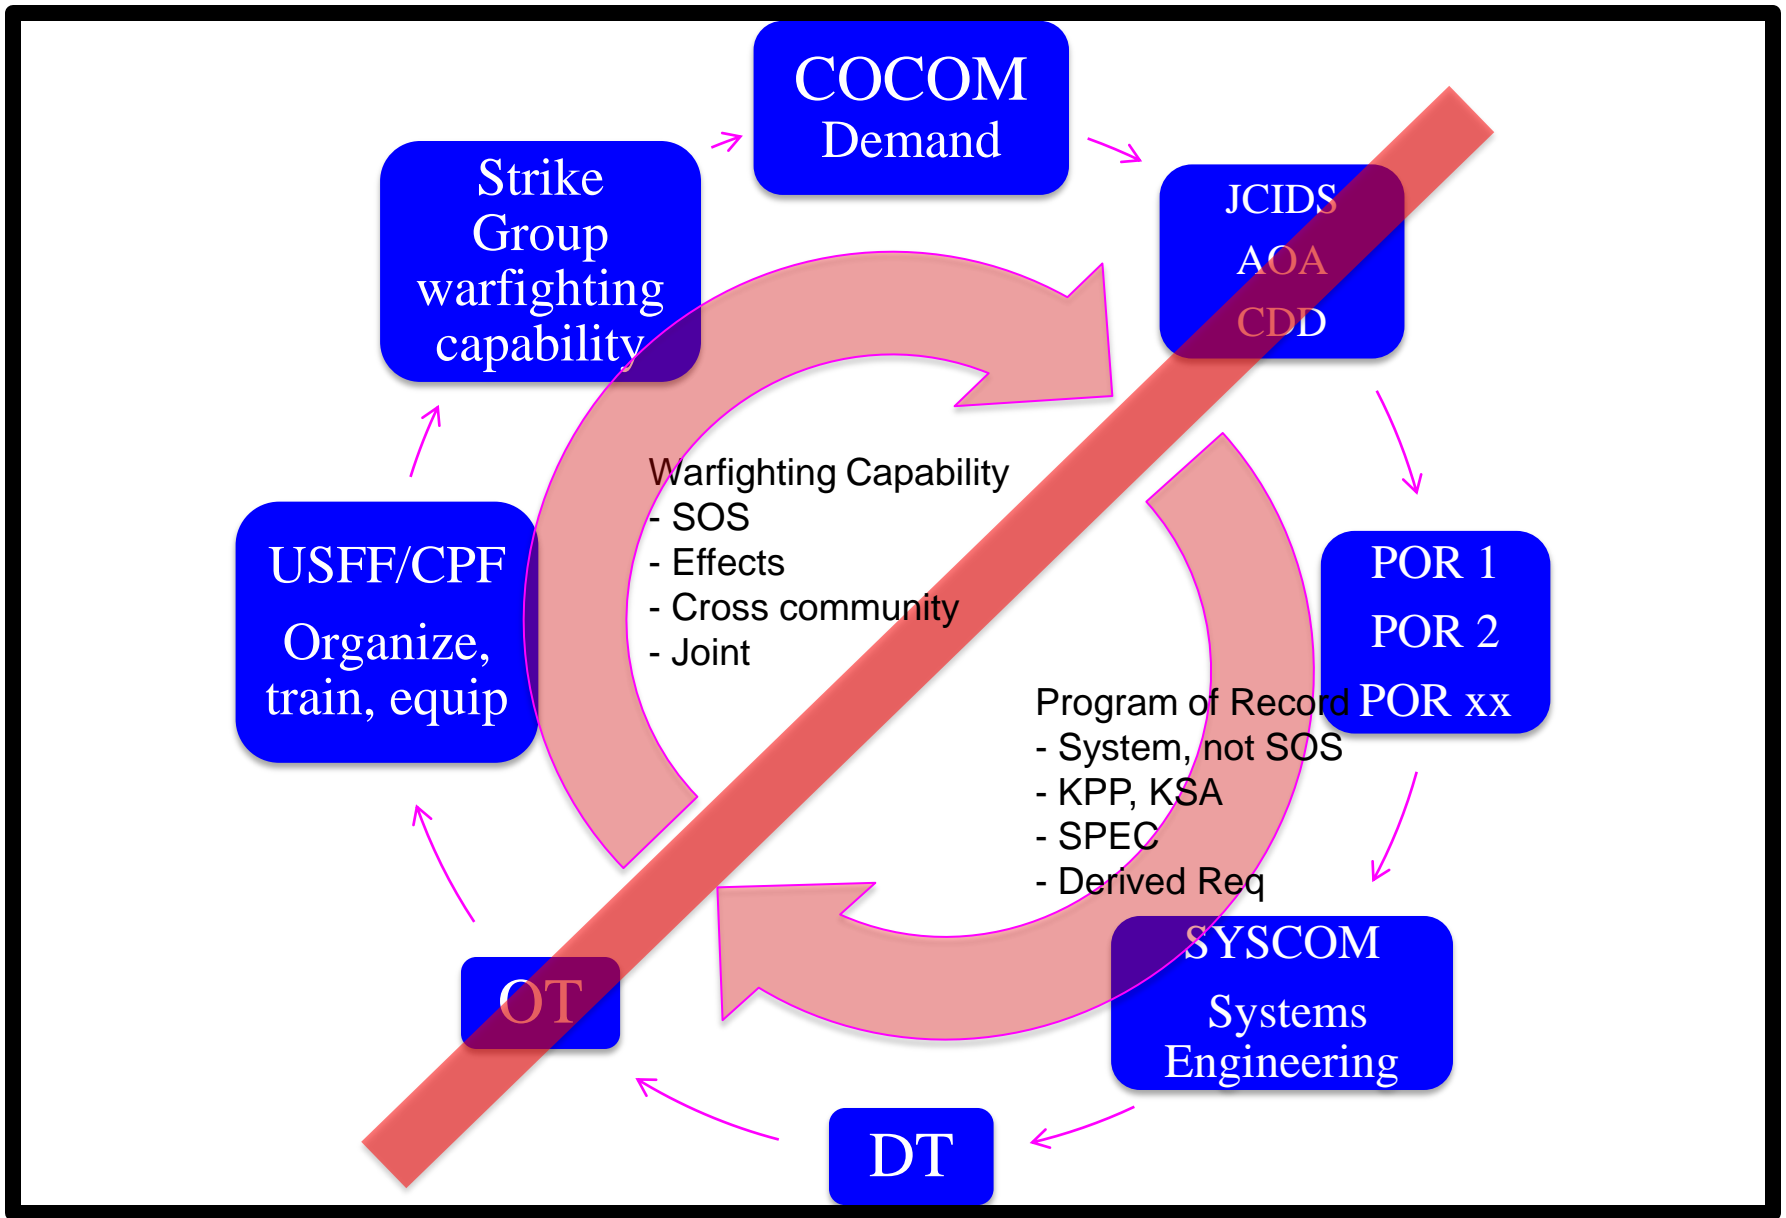 COCOM
Demand
JCIDS
AOA
CDD
POR 1
POR 2
POR xx
SYSCOM
Systems
Engineering
DT
OT
USFF/CPF
Organize,
train, equip
Strike
Group
warfighting
capability
Warfighting Capability
- SOS
- Effects
- Cross community
- Joint
Program of Record
- System, not SOS
- KPP, KSA
- SPEC
- Derived Req